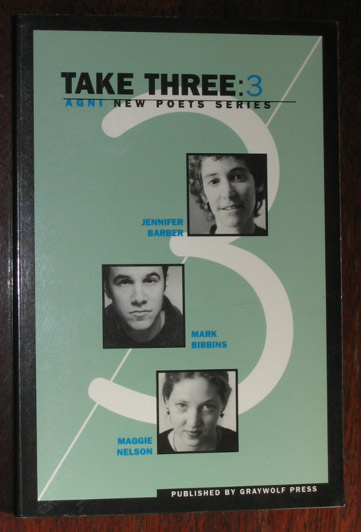 TAKE THREE:3
AGNI NEW POETS SERIES
JENNIFER
BARBER
MARK
BIBBINS
MAGGIE
NELSON
PUBLISHED BY GRAYWOLF PRESS